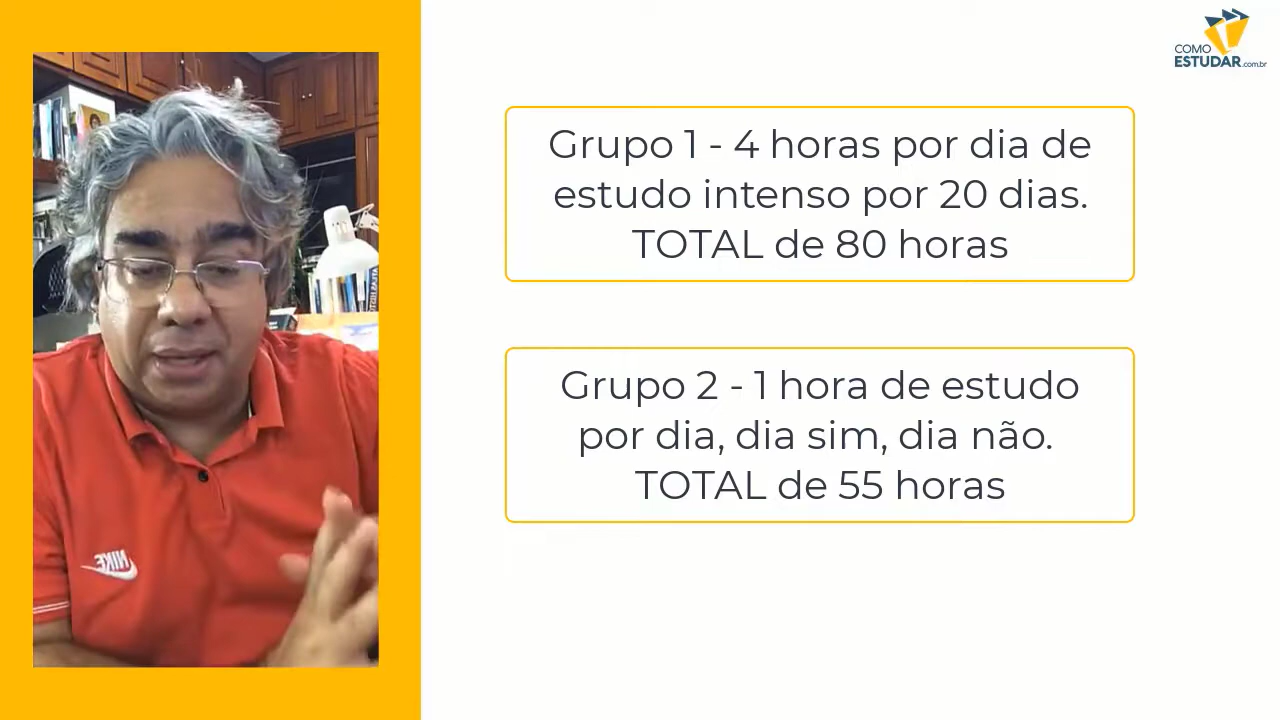 COMO
ESTUDAR.com.br
Grupo 1 - 4 horas por dia de
estudo intenso por 20 dias.
TOTAL de 80 horas
Grupo 2 - 1 hora de estudo
por dia, dia sim, dia não.
TOTAL de 55 horas
NIKE